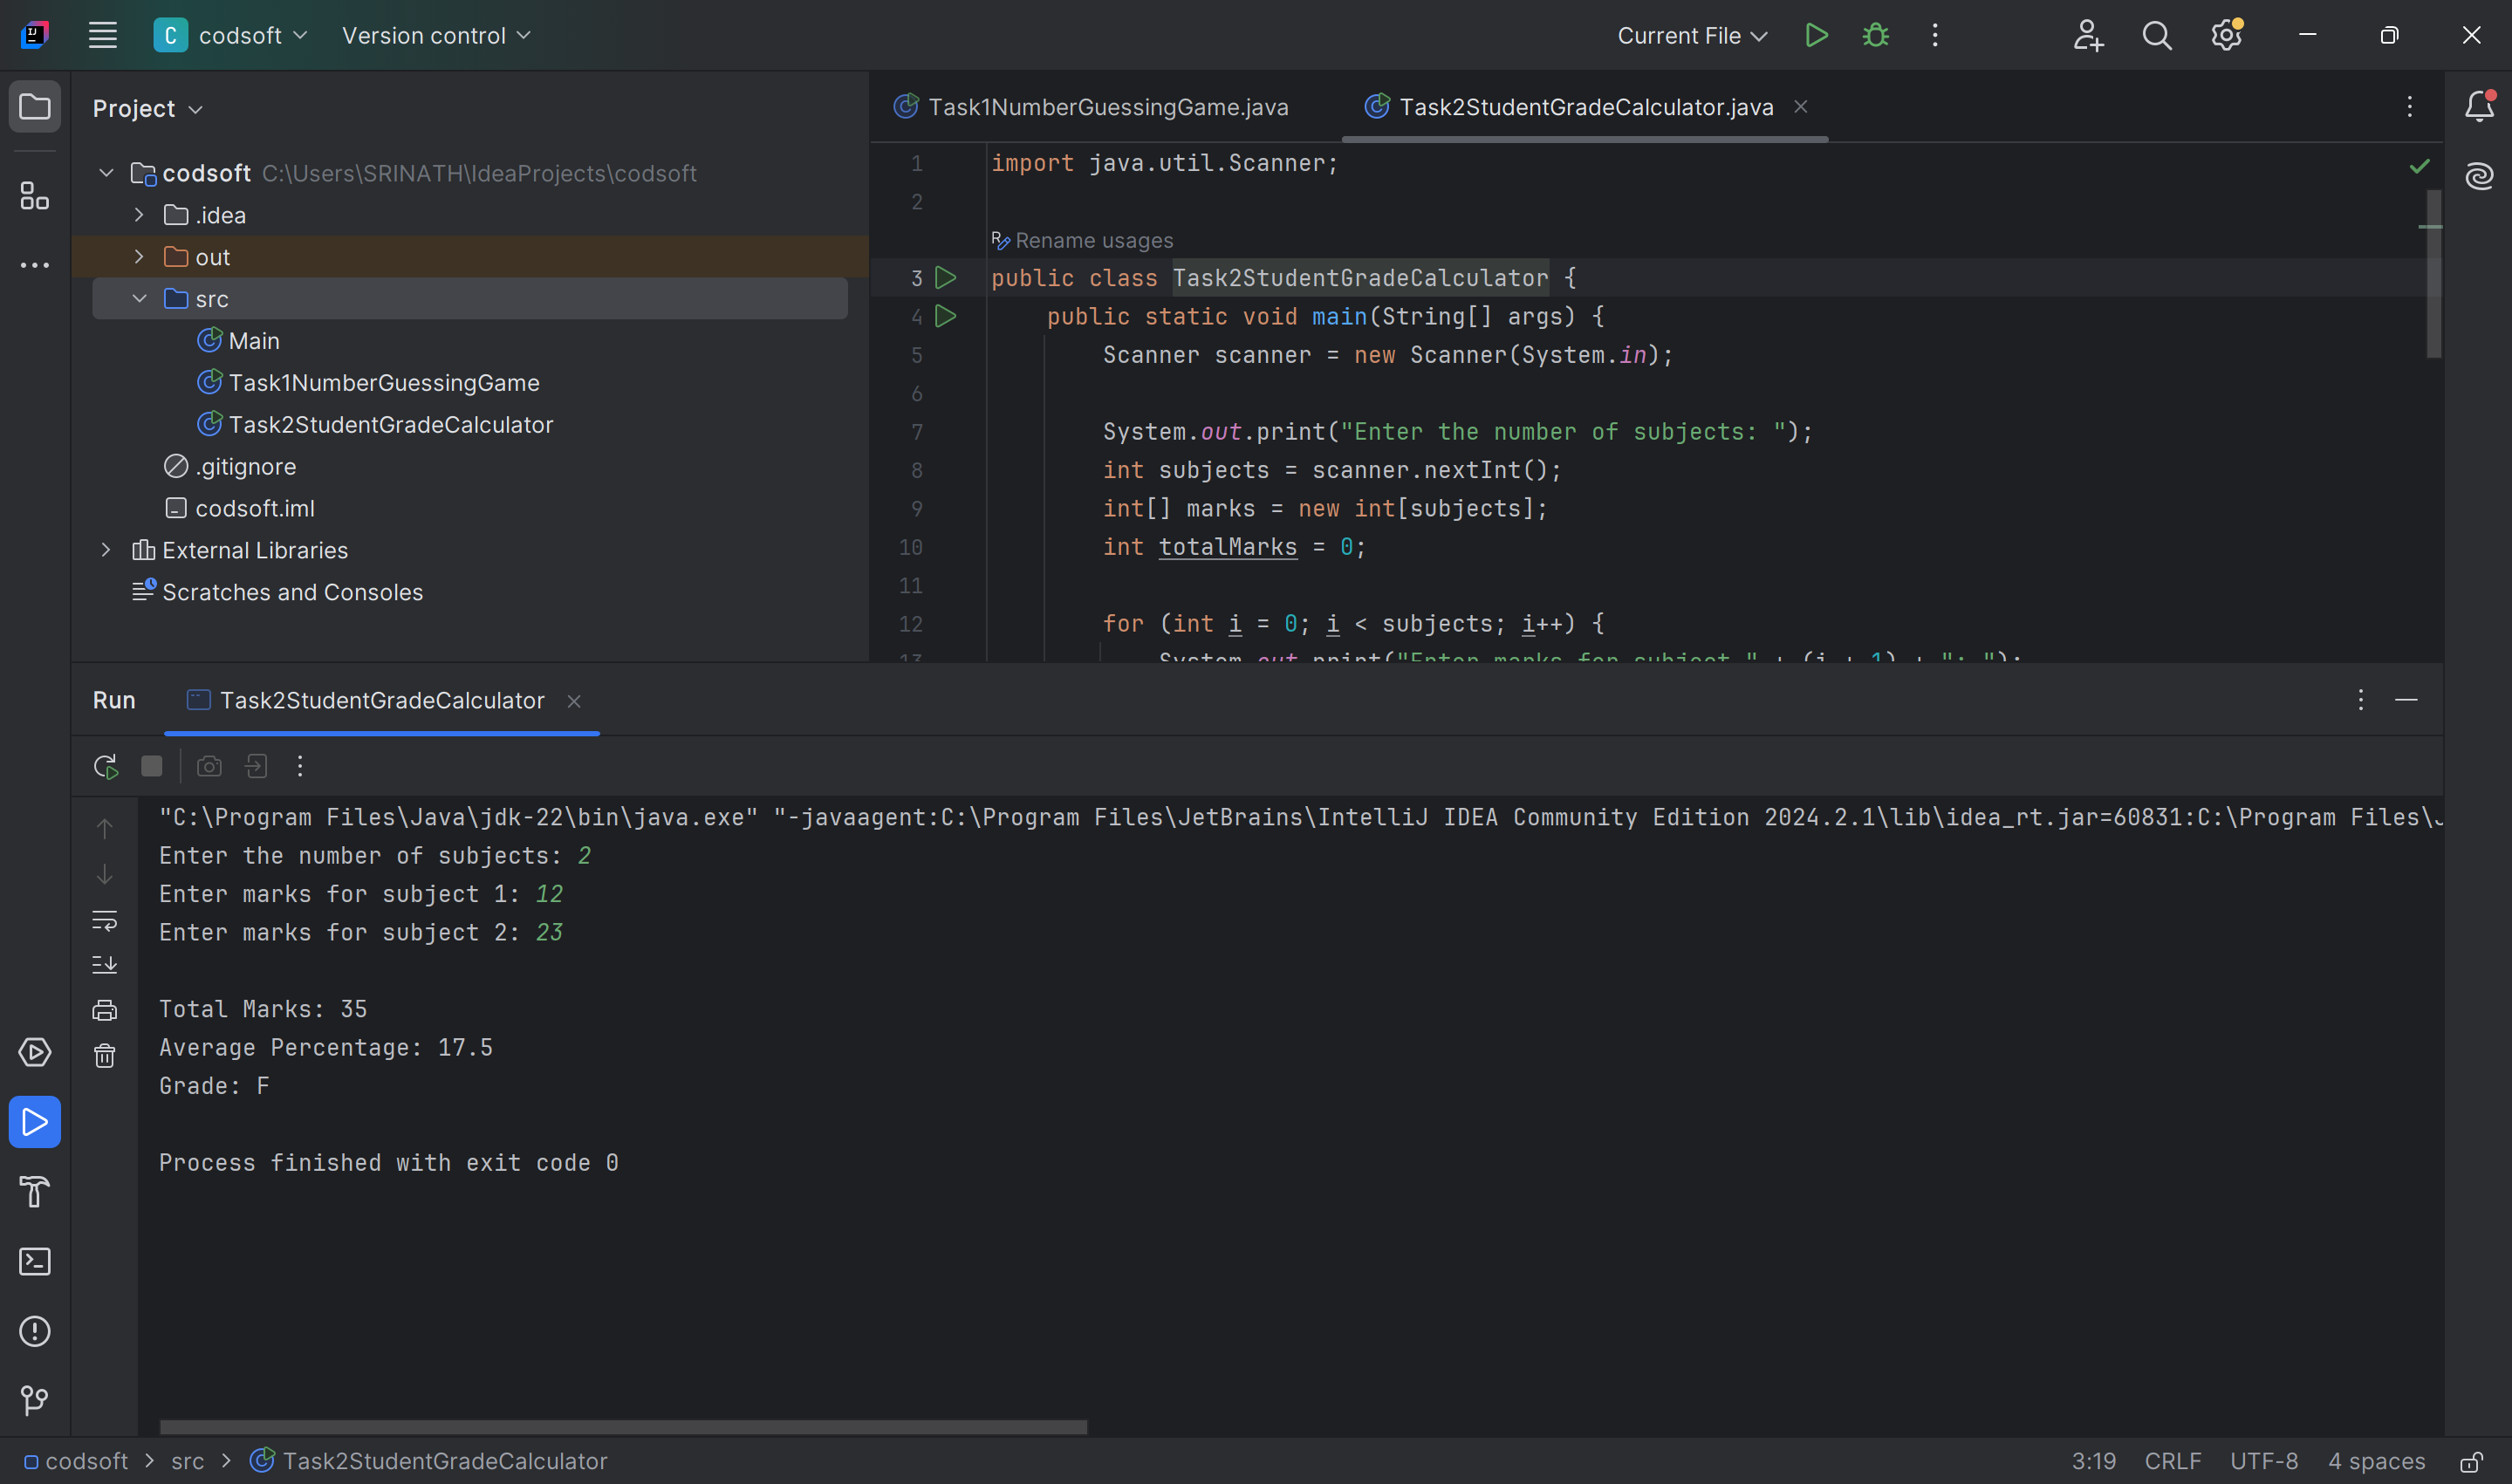 codsoft Version control Current File
Project
codsoft C:\Users\SRINATH\IdeaProjects\codsoft
.idea
out
src
Main
Task1NumberGuessingGame
Task2StudentGradeCalculator
.gitignore
codsoft.iml
External Libraries
Scratches and Consoles
Task1NumberGuessingGame.java Task2StudentGradeCalculator.java
1 import java.util.Scanner;
2
Rename usages
3 public class Task2StudentGradeCalculator {
4 public static void main(String[] args) {
5 Scanner scanner = new Scanner(System.in);
6
7 System.out.print("Enter the number of subjects: ");
8 int subjects = scanner.nextInt();
9 int[] marks = new int[subjects];
10 int totalMarks = 0;
11
12 for (int i = 0; i < subjects; i++) {
13 System.out.print("Enter marks for subject " + (i + 1) + ": ");
Run Task2StudentGradeCalculator
"C:\Program Files\Java\jdk-22\bin\java.exe" "-javaagent:C:\Program Files\JetBrains\IntelliJ IDEA Community Edition 2024.2.1\lib\idea_rt.jar=60831:C:\Program Files\J
Enter the number of subjects: 2
Enter marks for subject 1: 12
Enter marks for subject 2: 23
Total Marks: 35
Average Percentage: 17.5
Grade: F
Process finished with exit code 0
codsoft > src > Task2StudentGradeCalculator 3:19 CRLF UTF-8 4 spaces